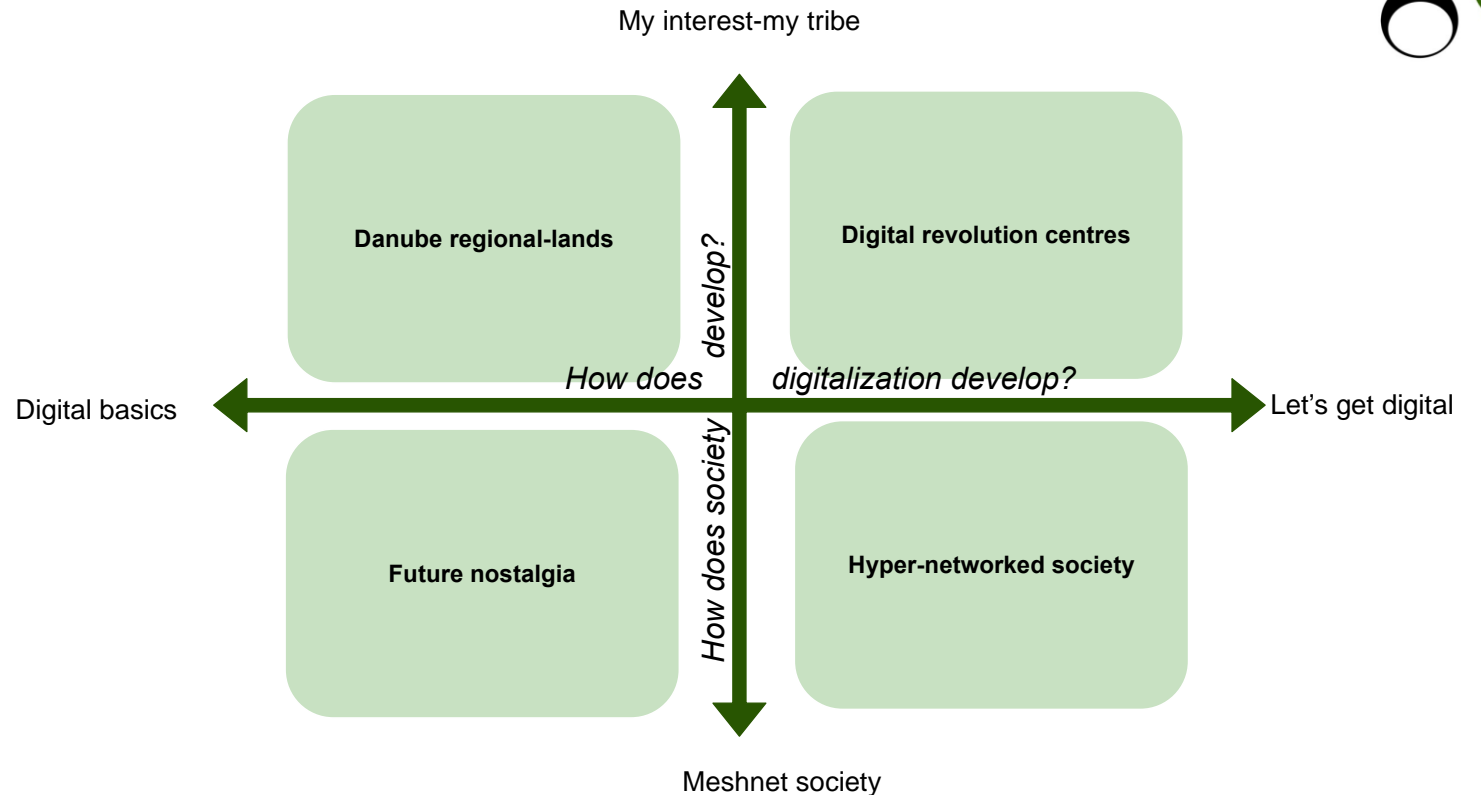 My interest-my tribe
Danube regional-lands
Digital revolution centres
How does society develop?
How does digitalization develop?
Digital basics
Let's get digital
Future nostalgia
Hyper-networked society
Meshnet society